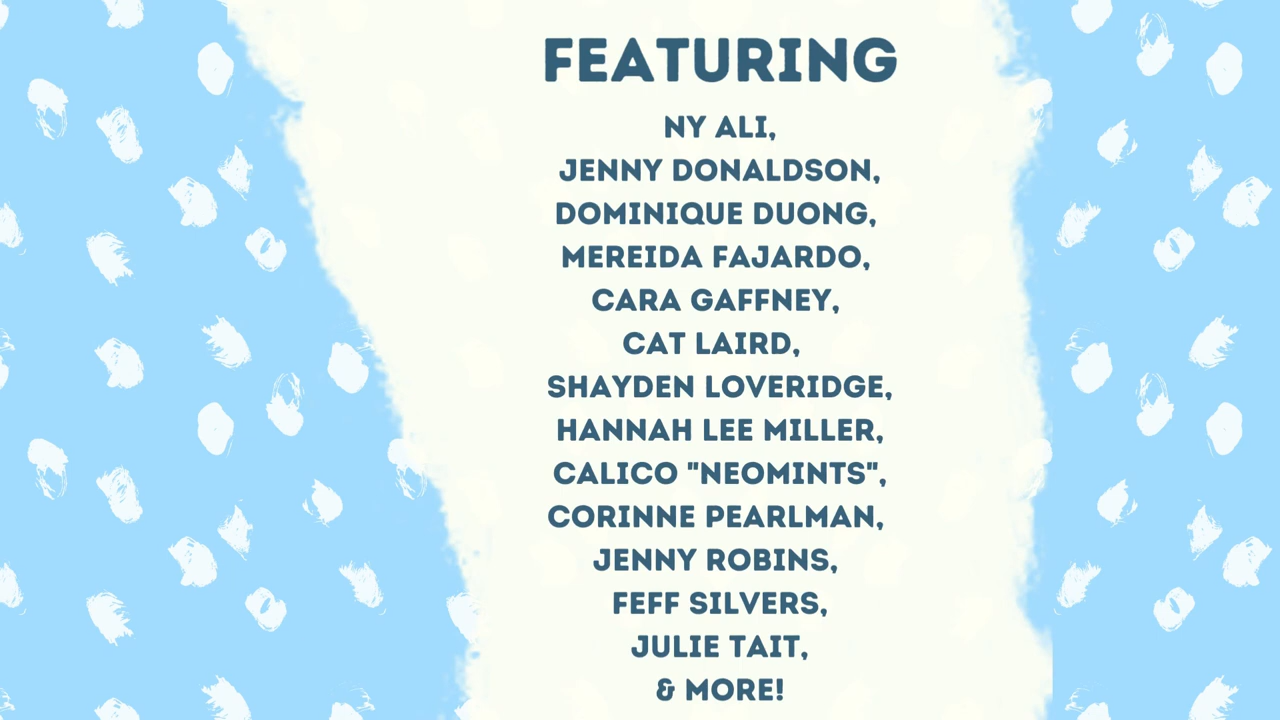 FEATURING
NY ALI,
JENNY DONALDSON,
DOMINIQUE DUONG,
MEREIDA FAJARDO,
CARA GAFFNEY,
CAT LAIRD,
SHAYDEN LOVERIDGE,
HANNAH LEE MILLER,
CALICO "NEOMINTS",
CORINNE PEARLMAN,
JENNY ROBINS,
FEFF SILVERS,
JULIE TAIT,
& MORE!